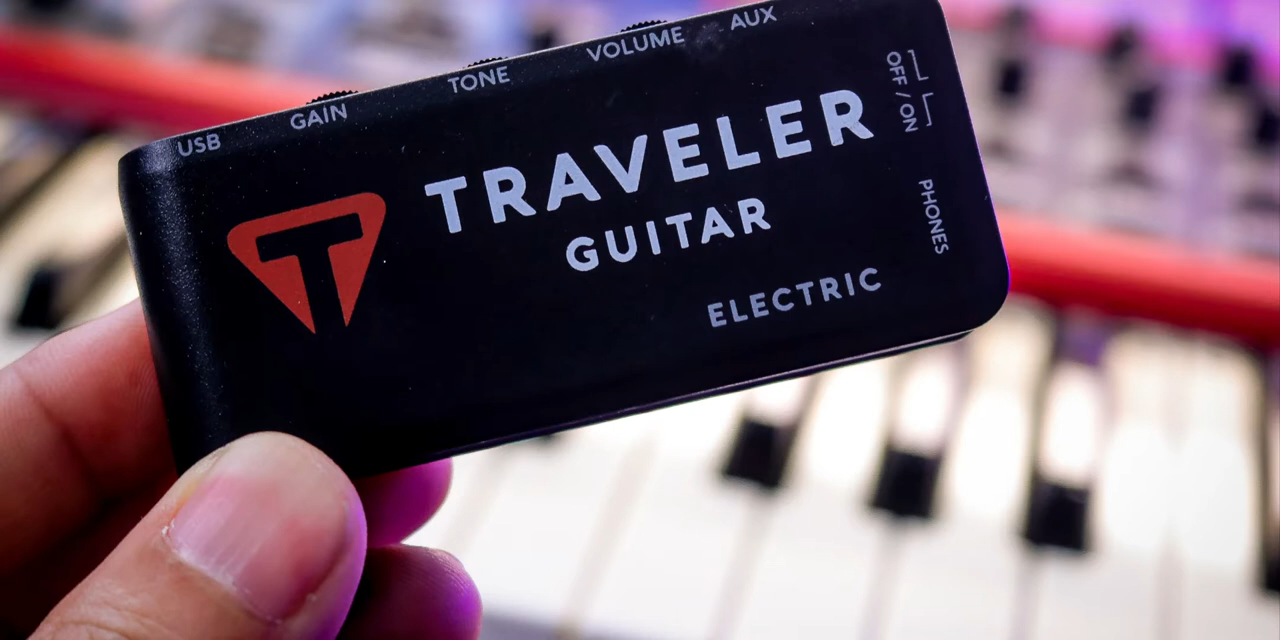 USB GAIN TONE VOLUME AUX
OFF / ON
PHONES
T
TRAVELER
GUITAR
ELECTRIC